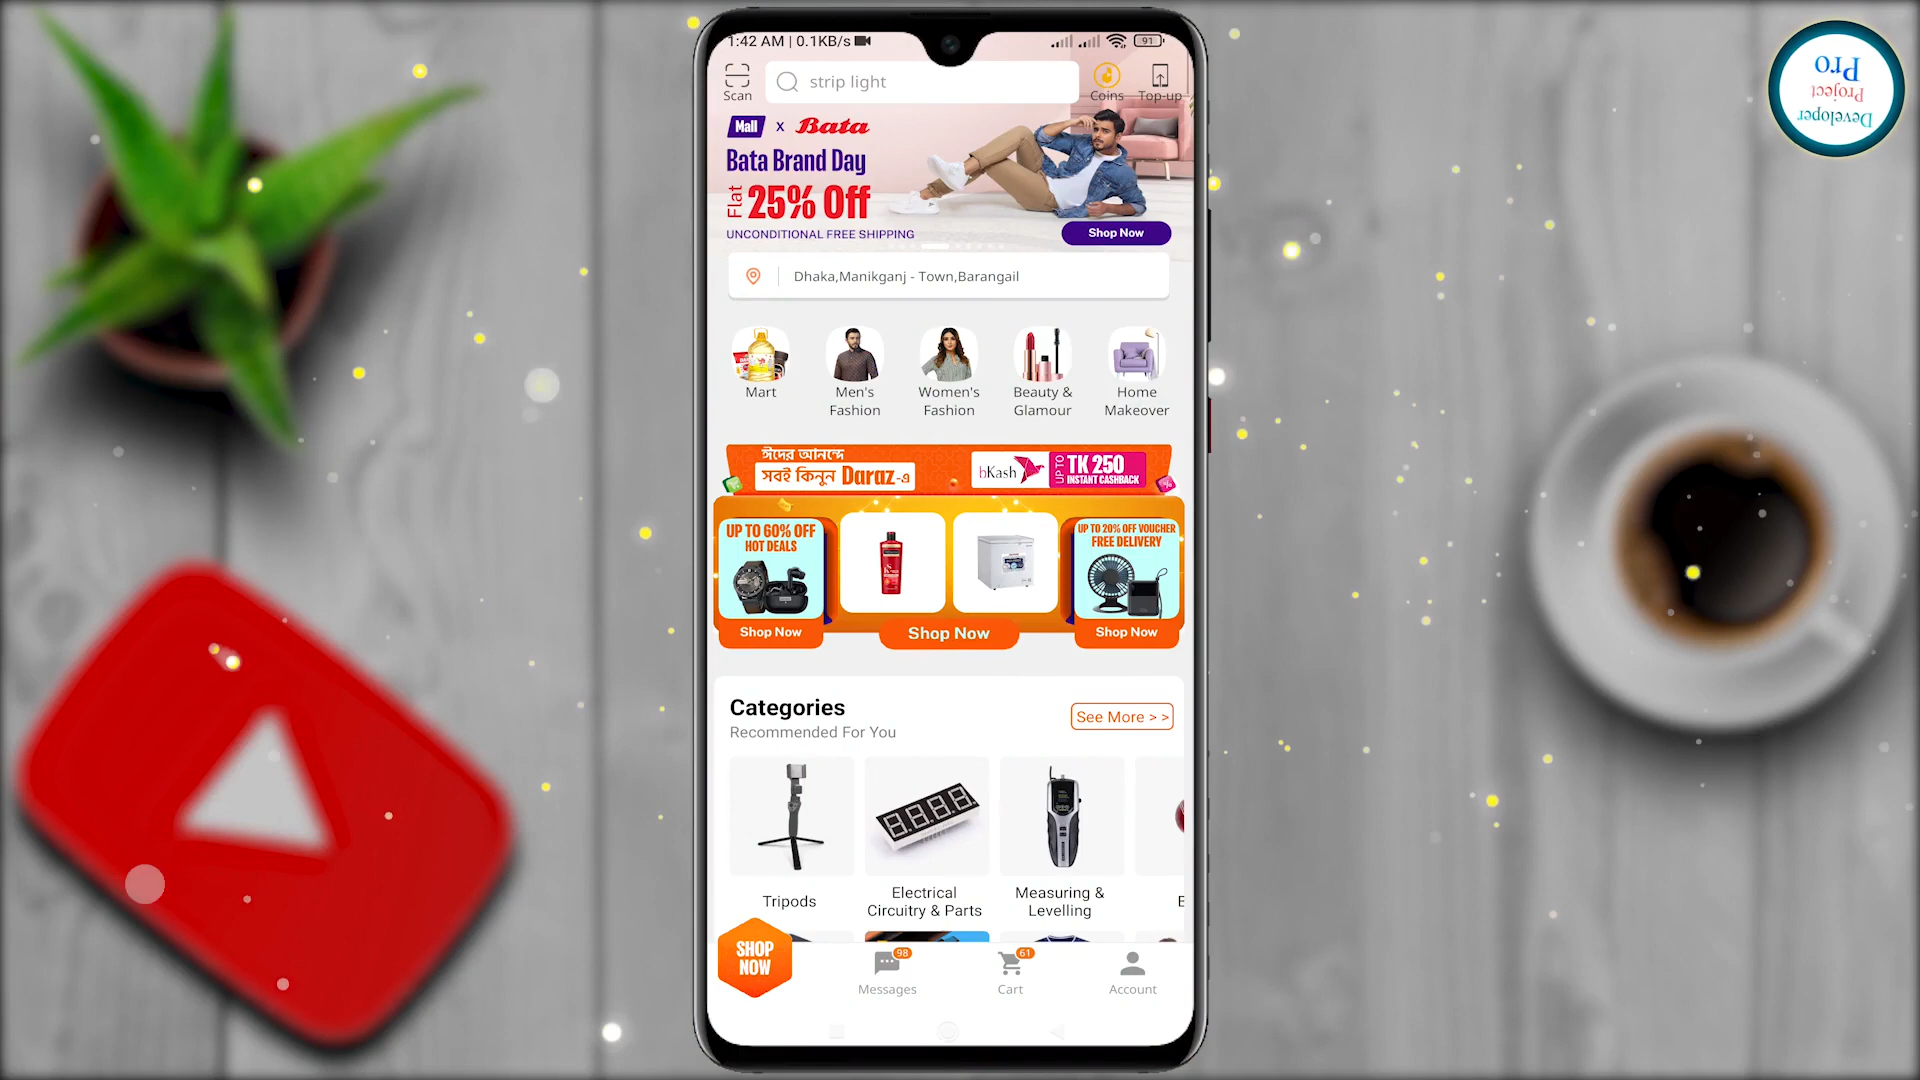 1:42 AM | 0.1KB/s
91
Scan
strip light
Coins
Top-up
Mall x Bata
Bata Brand Day
Flat 25% Off
UNCONDITIONAL FREE SHIPPING
Shop Now
Dhaka,Manikganj - Town,Barangail
Mart
Men's
Fashion
Women's
Fashion
Beauty &
Glamour
Home
Makeover
ঈদের আনন্দে
সবই কিনুন Daraz-এ
bKash
UP TO TK 250
INSTANT CASHBACK
UP TO 60% OFF
HOT DEALS
Shop Now
Shop Now
UP TO 20% OFF VOUCHER
FREE DELIVERY
Shop Now
Categories
Recommended For You
See More > >
Tripods
Electrical
Circuitry & Parts
Measuring &
Levelling
SHOP
NOW
98
Messages
61
Cart
Account
Developer
Project
Pro